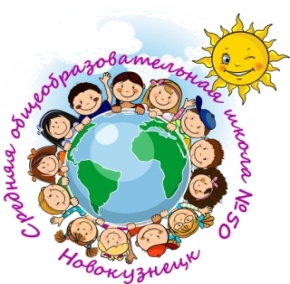 Средняя общеобразовательная школа №50
Новокузнецк